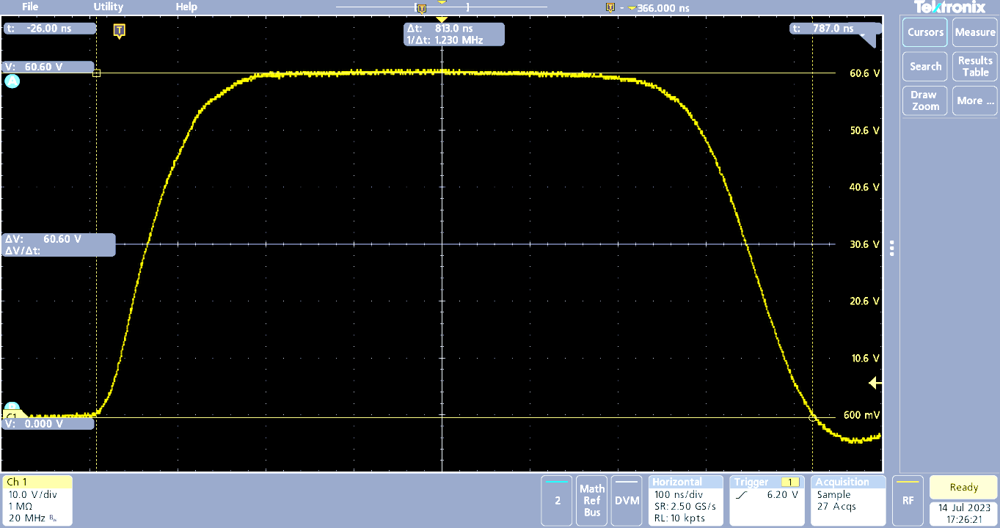 File Utility Help
T
T - 366.000 ns
Tektronix
t: -26.00 ns
T
Δt: 813.0 ns
1/Δt: 1.230 MHz
t: 787.0 ns
Cursors Measure
V: 60.60 V
A
60.6 V
Search Results Table
Draw Zoom More ...
50.6 V
40.6 V
ΔV: 60.60 V
ΔV/Δt:
30.6 V
20.6 V
10.6 V
V: 0.000 V
600 mV
Ch 1
10.0 V/div
1 MΩ
20 MHz Bw
2
Math
Ref
Bus
DVM
Horizontal
100 ns/div
SR: 2.50 GS/s
RL: 10 kpts
Trigger 1
6.20 V
Acquisition
Sample
27 Acqs
RF
Ready
14 Jul 2023
17:26:21